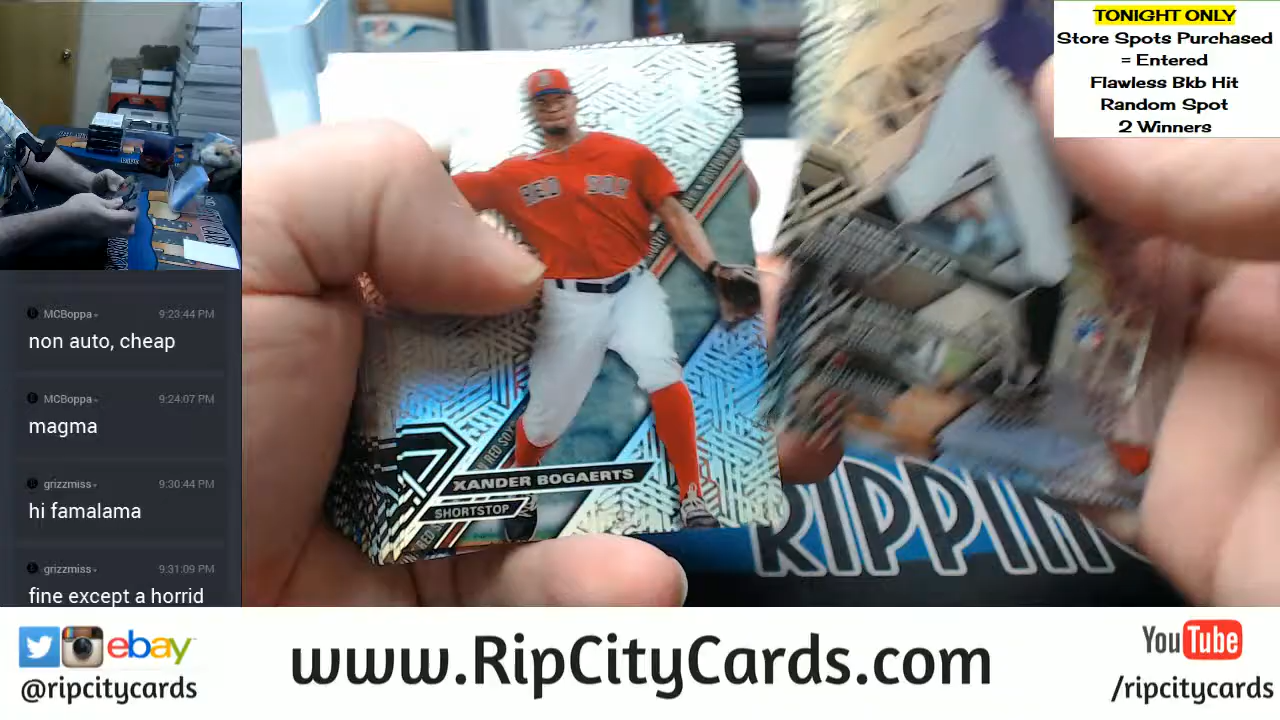 TONIGHT ONLY
Store Spots Purchased
= Entered
Flawless Bkb Hit
Random Spot
2 Winners
RED SOX
XANDER BOGAERTS
SHORTSTOP
RIPPIN
MCBoppa 9:23:44 PM
non auto, cheap
MCBoppa 9:24:07 PM
magma
grizzmiss 9:30:44 PM
hi famalama
grizzmiss 9:31:09 PM
fine except a horrid
ebay
@ripcitycards
www.RipCityCards.com
YouTube
/ripcitycards